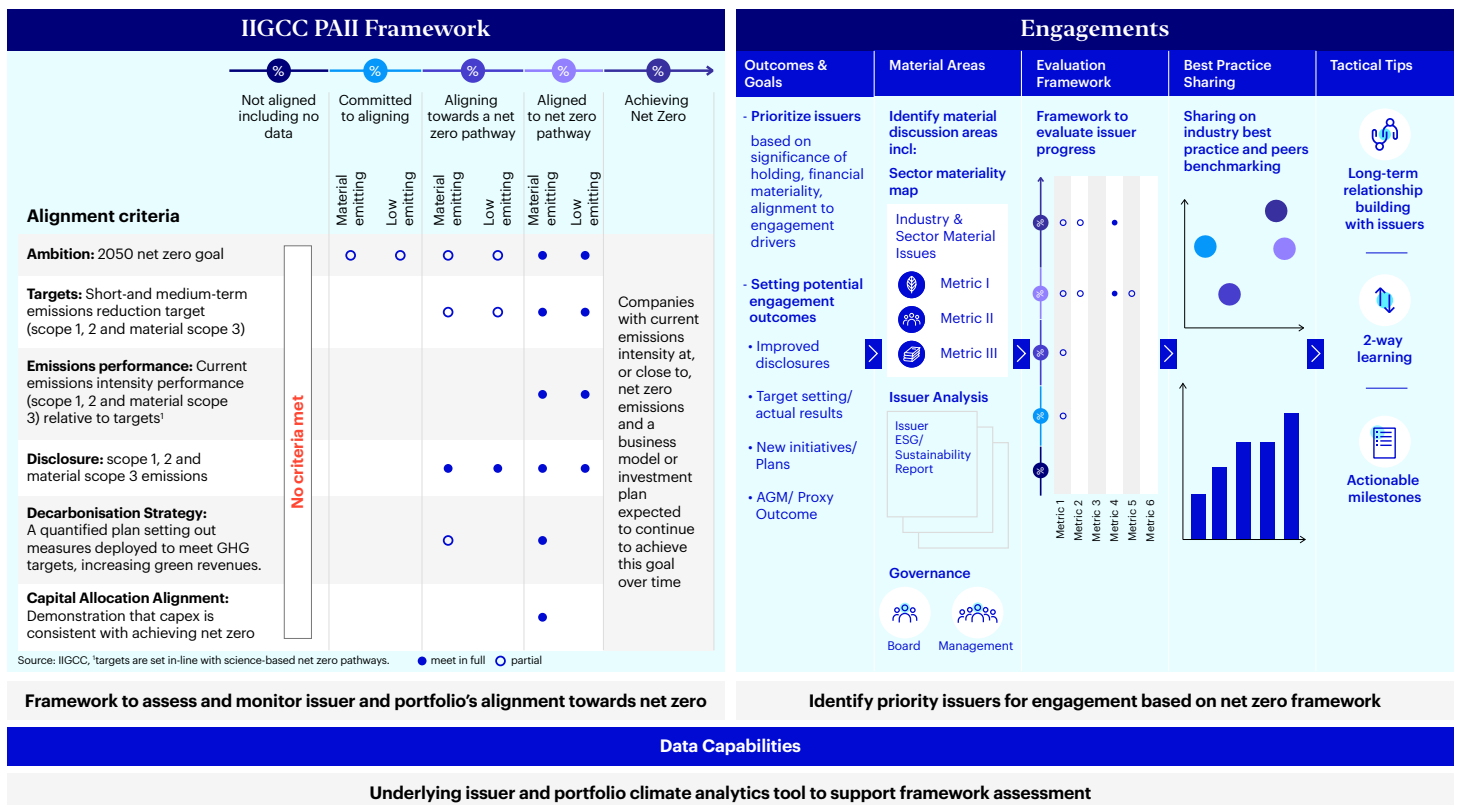 IIGCC PAII Framework
%
%
%
%
%
Not aligned
including no
data
Committed
to aligning
Aligning
towards a net
zero pathway
Aligned
to net zero
pathway
Achieving
Net Zero
Material
emitting
Low
emitting
Material
emitting
Low
emitting
Material
emitting
Low
emitting
Alignment criteria
Ambition: 2050 net zero goal
Targets: Short-and medium-term
emissions reduction target
(scope 1, 2 and material scope 3)
Emissions performance: Current
emissions intensity performance
(scope 1, 2 and material scope
3) relative to targets¹
Disclosure: scope 1, 2 and
material scope 3 emissions
Decarbonisation Strategy:
A quantified plan setting out
measures deployed to meet GHG
targets, increasing green revenues.
Capital Allocation Alignment:
Demonstration that capex is
consistent with achieving net zero
No criteria met
Companies
with current
emissions
intensity at,
or close to,
net zero
emissions
and a
business
model or
investment
plan
expected
to continue
to achieve
this goal
over time
Source: IIGCC, ¹targets are set in-line with science-based net zero pathways.
meet in full
partial
Framework to assess and monitor issuer and portfolio's alignment towards net zero
Engagements
Outcomes &
Goals
- Prioritize issuers
based on
significance of
holding, financial
materiality,
alignment to
engagement
drivers
- Setting potential
engagement
outcomes
• Improved
disclosures
• Target setting/
actual results
• New initiatives/
Plans
• AGM/ Proxy
Outcome
Material Areas
Identify material
discussion areas
incl:
Sector materiality
map
Industry &
Sector Material
Issues
Metric I
Metric II
Metric III
Issuer Analysis
Issuer
ESG/
Sustainability
Report
Governance
Board
Management
Evaluation
Framework
Framework to
evaluate issuer
progress
%
%
%
%
%
Metric 1
Metric 2
Metric 3
Metric 4
Metric 5
Metric 6
Best Practice
Sharing
Sharing on
industry best
practice and peers
benchmarking
Tactical Tips
Long-term
relationship
building
with issuers
2-way
learning
Actionable
milestones
Identify priority issuers for engagement based on net zero framework
Data Capabilities
Underlying issuer and portfolio climate analytics tool to support framework assessment